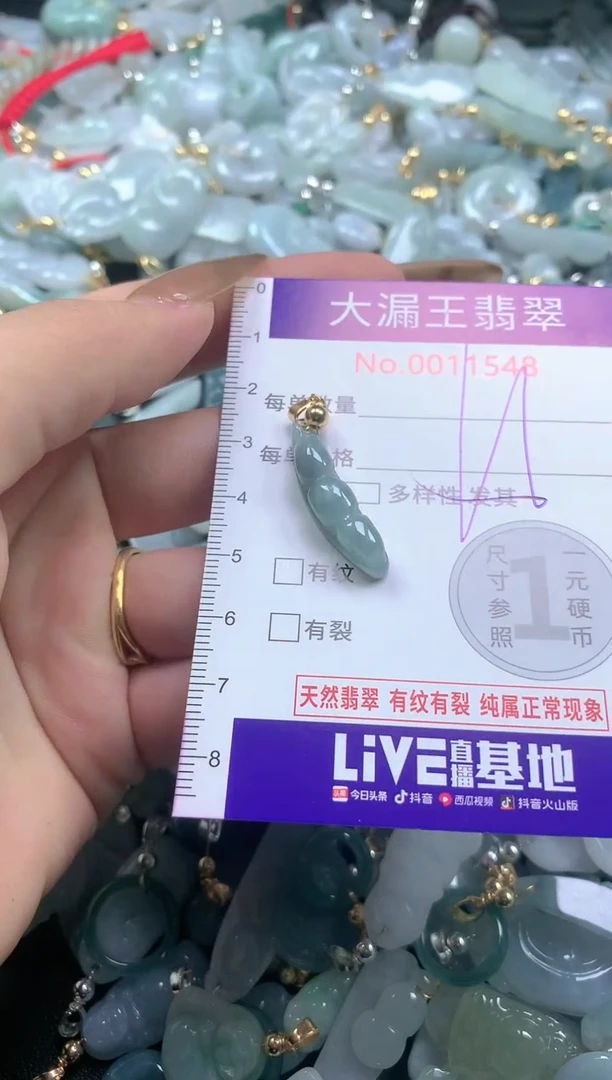 0
大漏王翡翠
1
No.0011548
2
每单数量
3
每单价格
4
多样性 发其
5
有纹
尺寸参照
1
一元硬币
6
有裂
7
天然翡翠 有纹有裂 纯属正常现象
8
LiVE直播基地
头条 今日头条 抖音 西瓜视频 抖音火山版